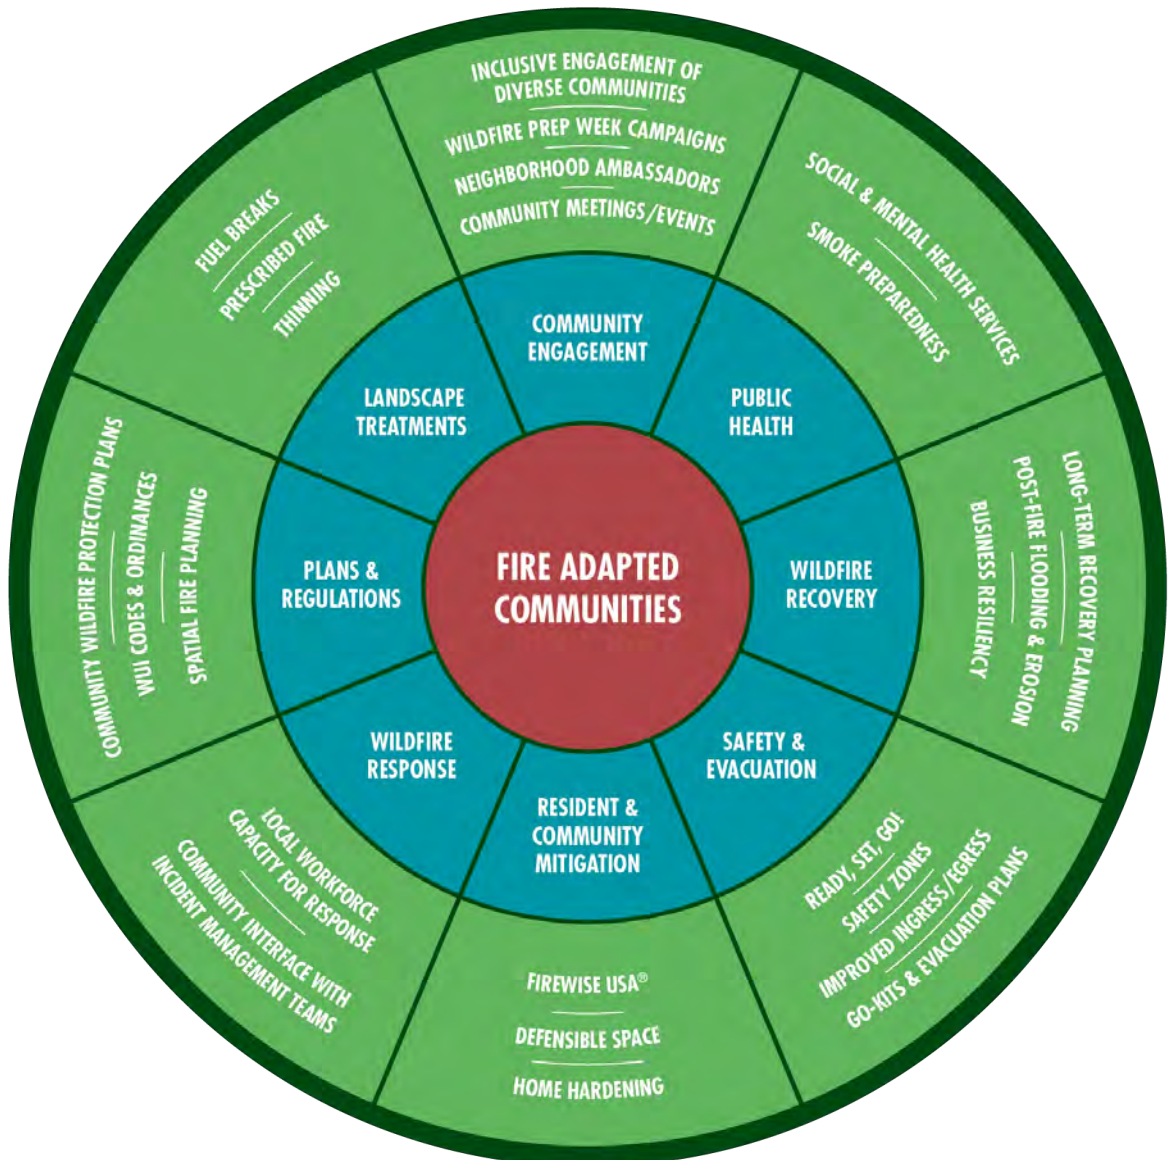 FIRE ADAPTED
COMMUNITIES
COMMUNITY
ENGAGEMENT
INCLUSIVE ENGAGEMENT OF
DIVERSE COMMUNITIES
WILDFIRE PREP WEEK CAMPAIGNS
NEIGHBORHOOD AMBASSADORS
COMMUNITY MEETINGS/EVENTS
PUBLIC
HEALTH
SOCIAL & MENTAL HEALTH SERVICES
SMOKE PREPAREDNESS
WILDFIRE
RECOVERY
LONG-TERM RECOVERY PLANNING
POST-FIRE FLOODING & EROSION
BUSINESS RESILIENCY
SAFETY &
EVACUATION
READY, SET, GO!
SAFETY ZONES
IMPROVED INGRESS/EGRESS
GO-KITS & EVACUATION PLANS
RESIDENT &
COMMUNITY
MITIGATION
FIREWISE USA®
DEFENSIBLE SPACE
HOME HARDENING
WILDFIRE
RESPONSE
LOCAL WORKFORCE
CAPACITY FOR RESPONSE
COMMUNITY INTERFACE WITH
INCIDENT MANAGEMENT TEAMS
PLANS &
REGULATIONS
COMMUNITY WILDFIRE PROTECTION PLANS
WUI CODES & ORDINANCES
SPATIAL FIRE PLANNING
LANDSCAPE
TREATMENTS
FUEL BREAKS
PRESCRIBED FIRE
THINNING